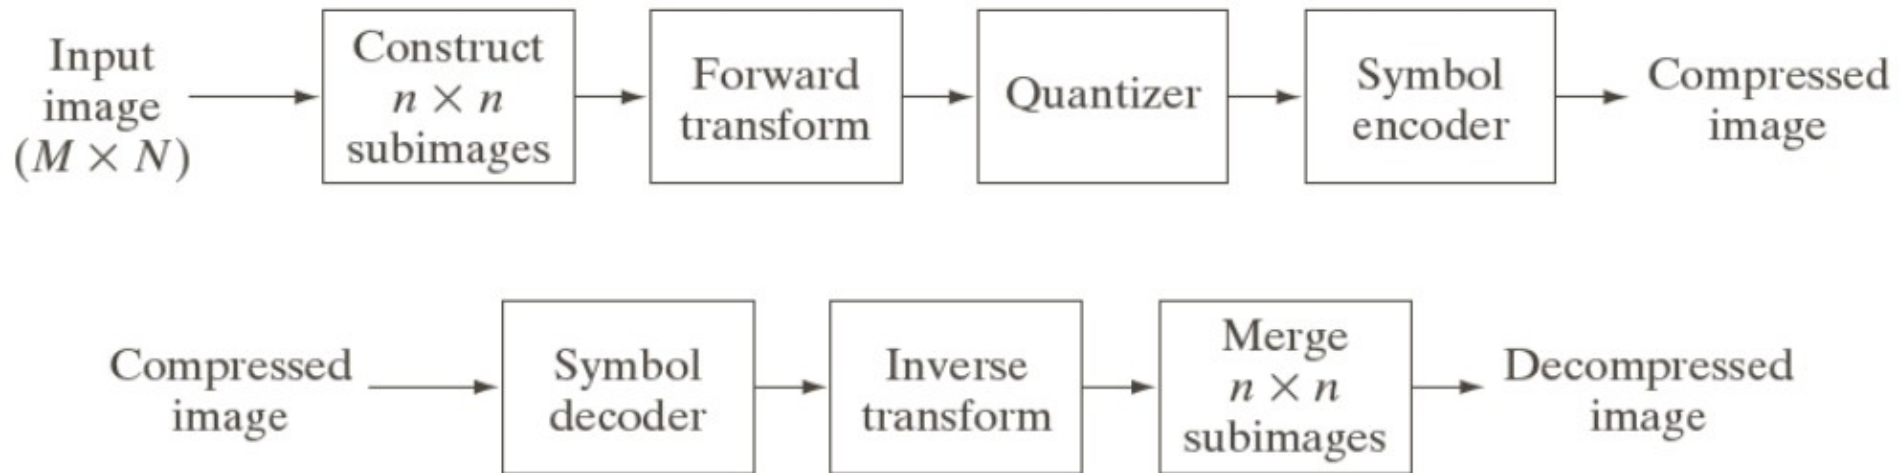 Input
image
(M × N)
Construct
n × n
subimages
Forward
transform
Quantizer
Symbol
encoder
Compressed
image
Compressed
image
Symbol
decoder
Inverse
transform
Merge
n × n
subimages
Decompressed
image